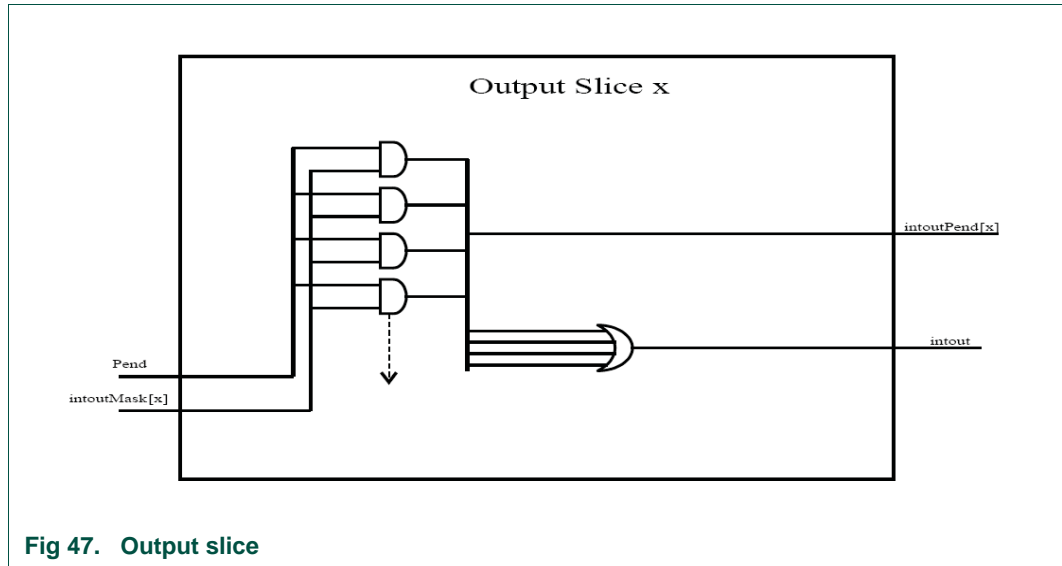 Output Slice x
intoutPend[x]
intout
Pend
intoutMask[x]
Fig 47. Output slice